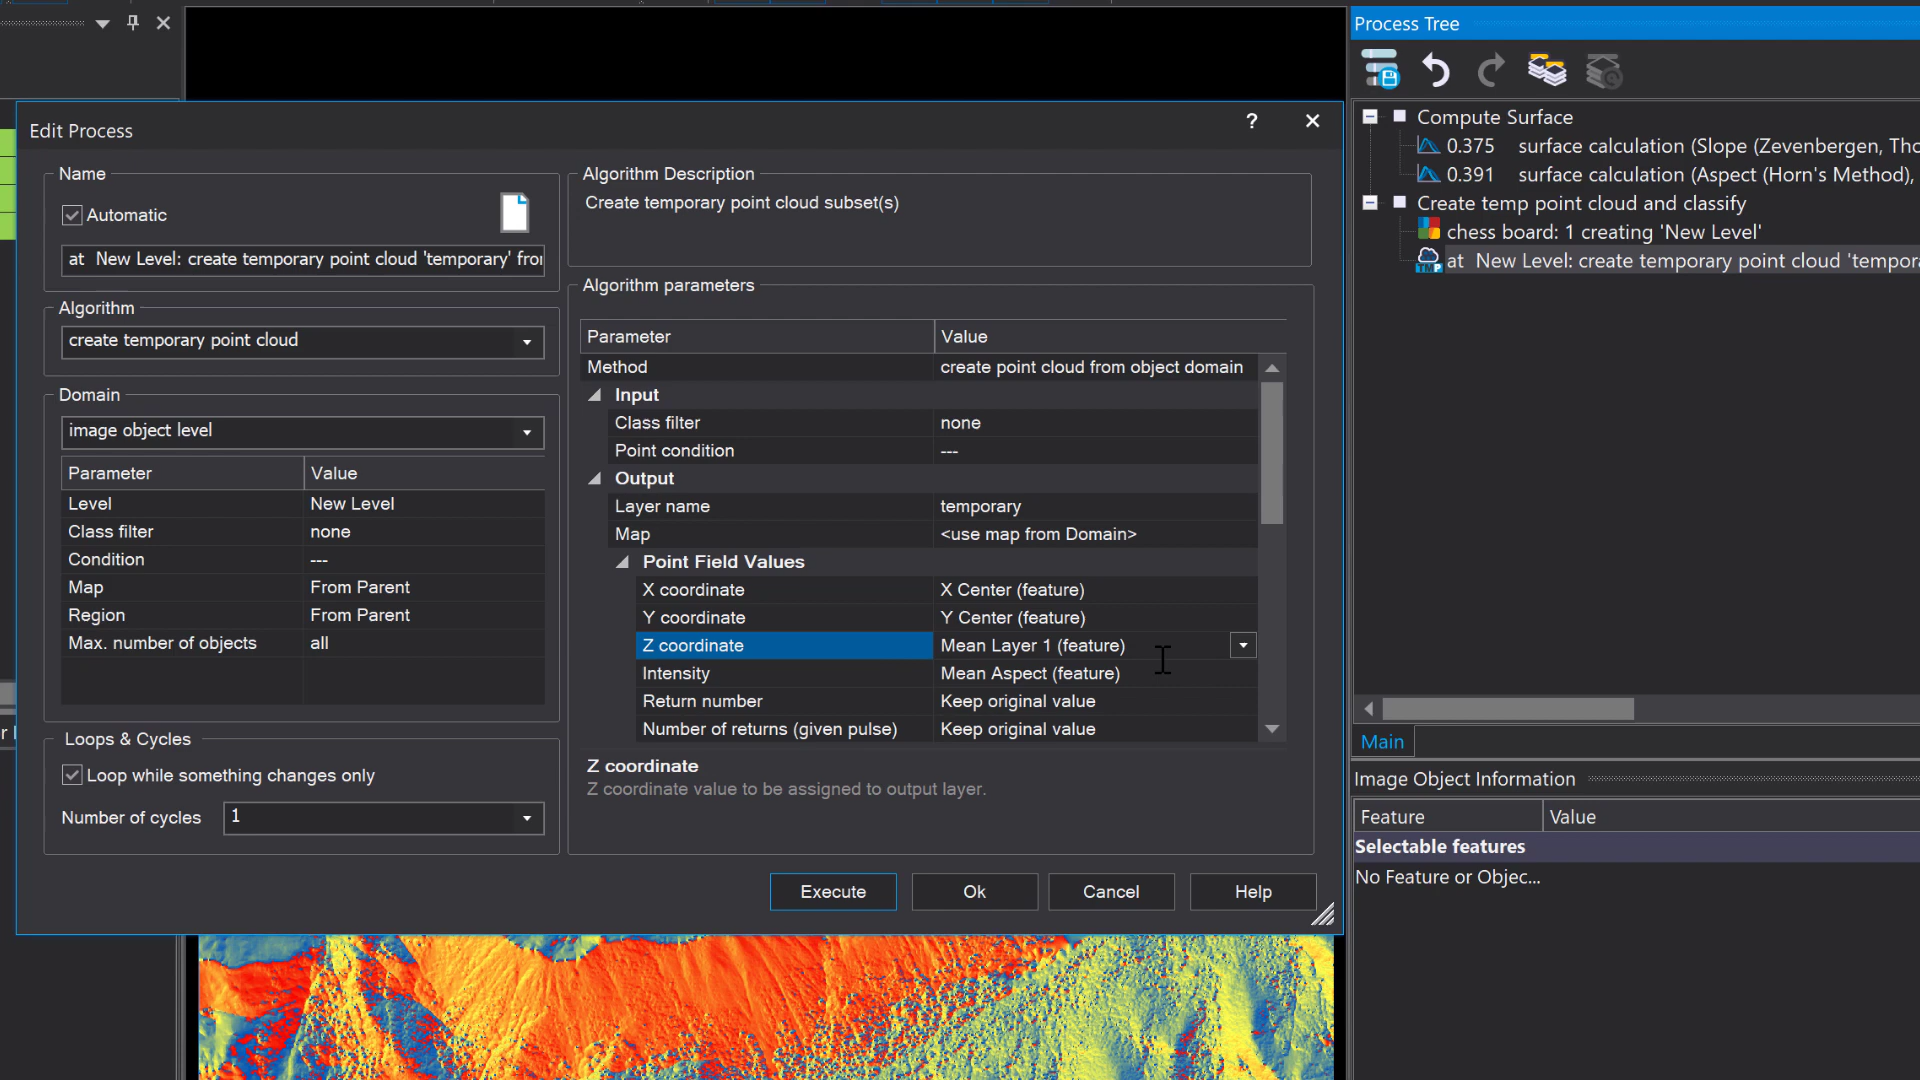 Process Tree
Compute Surface
0.375 surface calculation (Slope (Zevenbergen, Tho
0.391 surface calculation (Aspect (Horn's Method),
Create temp point cloud and classify
chess board: 1 creating 'New Level'
TMP
at New Level: create temporary point cloud 'tempora
Main
Image Object Information
Feature Value
Selectable features
No Feature or Objec...
Edit Process
?
Name
Automatic
at New Level: create temporary point cloud 'temporary' fro
Algorithm
create temporary point cloud
Domain
image object level
Parameter Value
Level New Level
Class filter none
Condition ---
Map From Parent
Region From Parent
Max. number of objects all
Loops & Cycles
Loop while something changes only
Number of cycles 1
Algorithm Description
Create temporary point cloud subset(s)
Algorithm parameters
Parameter Value
Method create point cloud from object domain
Input
Class filter none
Point condition ---
Output
Layer name temporary
Map <use map from Domain>
Point Field Values
X coordinate X Center (feature)
Y coordinate Y Center (feature)
Z coordinate Mean Layer 1 (feature)
Intensity Mean Aspect (feature)
Return number Keep original value
Number of returns (given pulse) Keep original value
Z coordinate
Z coordinate value to be assigned to output layer.
Execute Ok Cancel Help